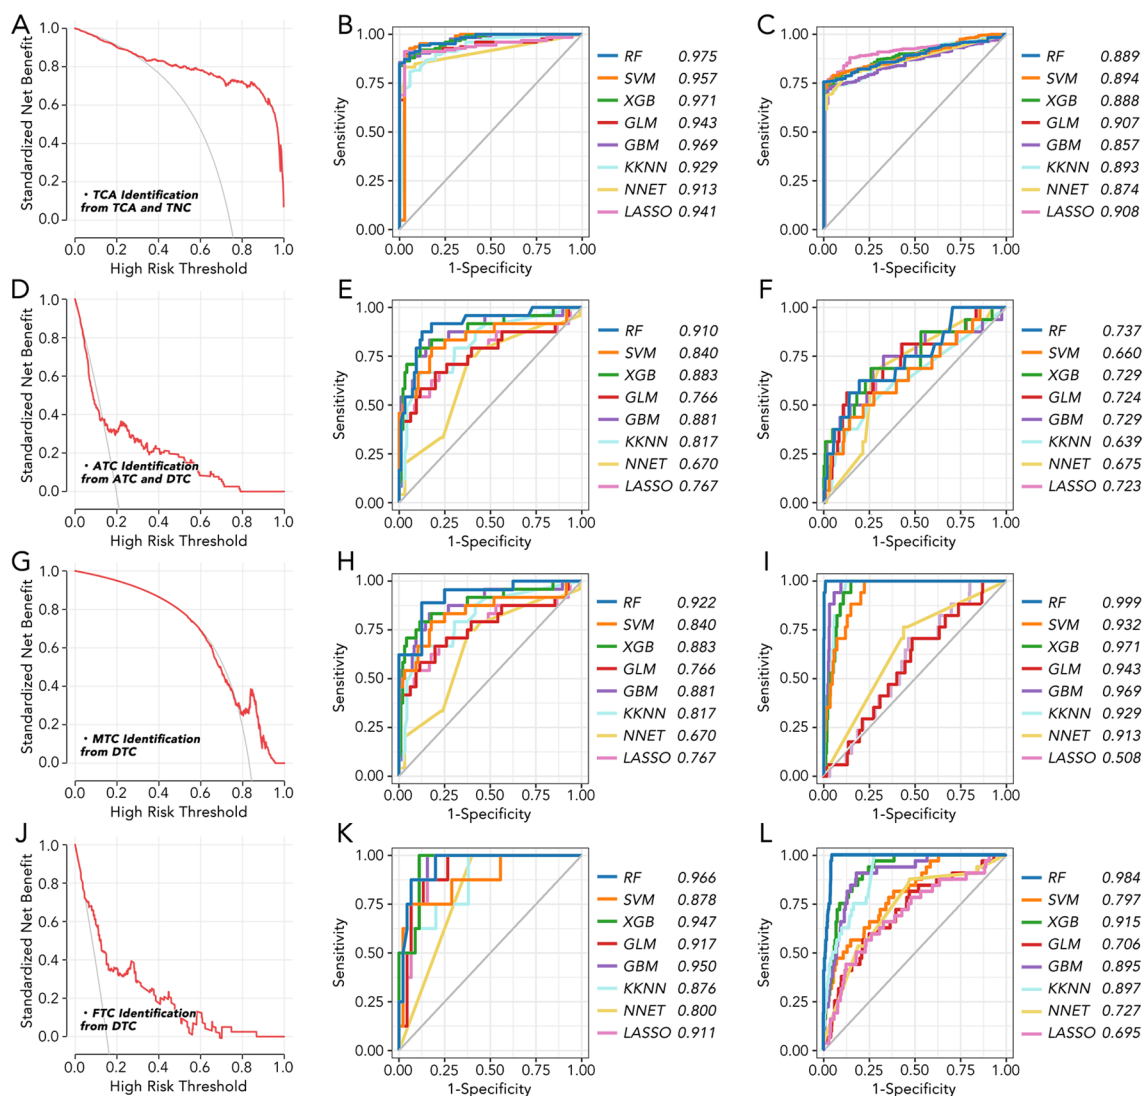 A
Standardized Net Benefit
1.0
0.8
0.6
0.4
0.2
0.0
• TCA Identification
from TCA and TNC
0.0 0.2 0.4 0.6 0.8 1.0
High Risk Threshold
B
Sensitivity
1.00
0.75
0.50
0.25
0.00
0.00 0.25 0.50 0.75 1.00
1-Specificity
RF 0.975
SVM 0.957
XGB 0.971
GLM 0.943
GBM 0.969
KKNN 0.929
NNET 0.913
LASSO 0.941
C
Sensitivity
1.00
0.75
0.50
0.25
0.00
0.00 0.25 0.50 0.75 1.00
1-Specificity
RF 0.889
SVM 0.894
XGB 0.888
GLM 0.907
GBM 0.857
KKNN 0.893
NNET 0.874
LASSO 0.908
D
Standardized Net Benefit
1.0
0.8
0.6
0.4
0.2
0.0
• ATC Identification
from ATC and DTC
0.0 0.2 0.4 0.6 0.8 1.0
High Risk Threshold
E
Sensitivity
1.00
0.75
0.50
0.25
0.00
0.00 0.25 0.50 0.75 1.00
1-Specificity
RF 0.910
SVM 0.840
XGB 0.883
GLM 0.766
GBM 0.881
KKNN 0.817
NNET 0.670
LASSO 0.767
F
Sensitivity
1.00
0.75
0.50
0.25
0.00
0.00 0.25 0.50 0.75 1.00
1-Specificity
RF 0.737
SVM 0.660
XGB 0.729
GLM 0.724
GBM 0.729
KKNN 0.639
NNET 0.675
LASSO 0.723
G
Standardized Net Benefit
1.0
0.8
0.6
0.4
0.2
0.0
• MTC Identification
from DTC
0.0 0.2 0.4 0.6 0.8 1.0
High Risk Threshold
H
Sensitivity
1.00
0.75
0.50
0.25
0.00
0.00 0.25 0.50 0.75 1.00
1-Specificity
RF 0.922
SVM 0.840
XGB 0.883
GLM 0.766
GBM 0.881
KKNN 0.817
NNET 0.670
LASSO 0.767
I
Sensitivity
1.00
0.75
0.50
0.25
0.00
0.00 0.25 0.50 0.75 1.00
1-Specificity
RF 0.999
SVM 0.932
XGB 0.971
GLM 0.943
GBM 0.969
KKNN 0.929
NNET 0.913
LASSO 0.508
J
Standardized Net Benefit
1.0
0.8
0.6
0.4
0.2
0.0
• FTC Identification
from DTC
0.0 0.2 0.4 0.6 0.8 1.0
High Risk Threshold
K
Sensitivity
1.00
0.75
0.50
0.25
0.00
0.00 0.25 0.50 0.75 1.00
1-Specificity
RF 0.966
SVM 0.878
XGB 0.947
GLM 0.917
GBM 0.950
KKNN 0.876
NNET 0.800
LASSO 0.911
L
Sensitivity
1.00
0.75
0.50
0.25
0.00
0.00 0.25 0.50 0.75 1.00
1-Specificity
RF 0.984
SVM 0.797
XGB 0.915
GLM 0.706
GBM 0.895
KKNN 0.897
NNET 0.727
LASSO 0.695